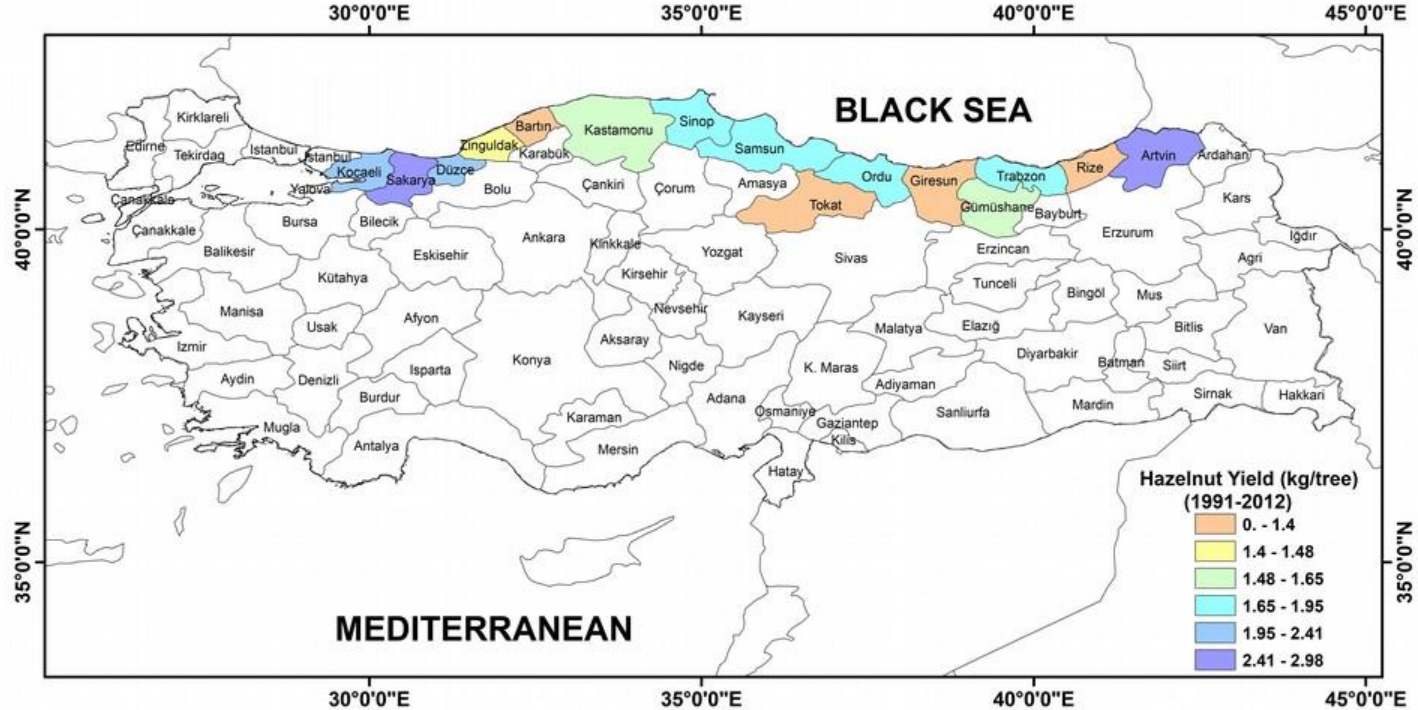 30°0'0"E 35°0'0"E 40°0'0"E 45°0'0"E
BLACK SEA
Kirklareli
Edirne
Tekirdag
Istanbul
Istanbul
Kocaeli
Yalova
Sakarya
Düzce
Zinguldak
Bartın
Karabük
Kastamonu
Sinop
Samsun
Ordu
Giresun
Trabzon
Rize
Artvin
Ardahan
Çanakkale
Çanakkale
Bursa
Bilecik
Bolu
Çankiri
Çorum
Amasya
Tokat
Gümüshane
Bayburt
Kars
40°0'0"N
40°0'0"N
Balikesir
Kütahya
Eskisehir
Ankara
Kinkkale
Kirsehir
Yozgat
Sivas
Erzincan
Erzurum
Iğdır
Agri
Manisa
Usak
Afyon
Nevsehir
Kayseri
Malatya
Tunceli
Elazığ
Bingöl
Mus
Bitlis
Van
Izmir
Aydin
Denizli
Isparta
Burdur
Konya
Aksaray
Nigde
Adana
K. Maras
Adiyaman
Diyarbakir
Batman
Siirt
Sirnak
Hakkari
Mugla
Antalya
Karaman
Mersin
Osmaniye
Gaziantep
Kilis
Sanliurfa
Mardin
Hatay
35°0'0"N
35°0'0"N
MEDITERRANEAN
Hazelnut Yield (kg/tree)
(1991-2012)
0. - 1.4
1.4 - 1.48
1.48 - 1.65
1.65 - 1.95
1.95 - 2.41
2.41 - 2.98
30°0'0"E 35°0'0"E 40°0'0"E 45°0'0"E